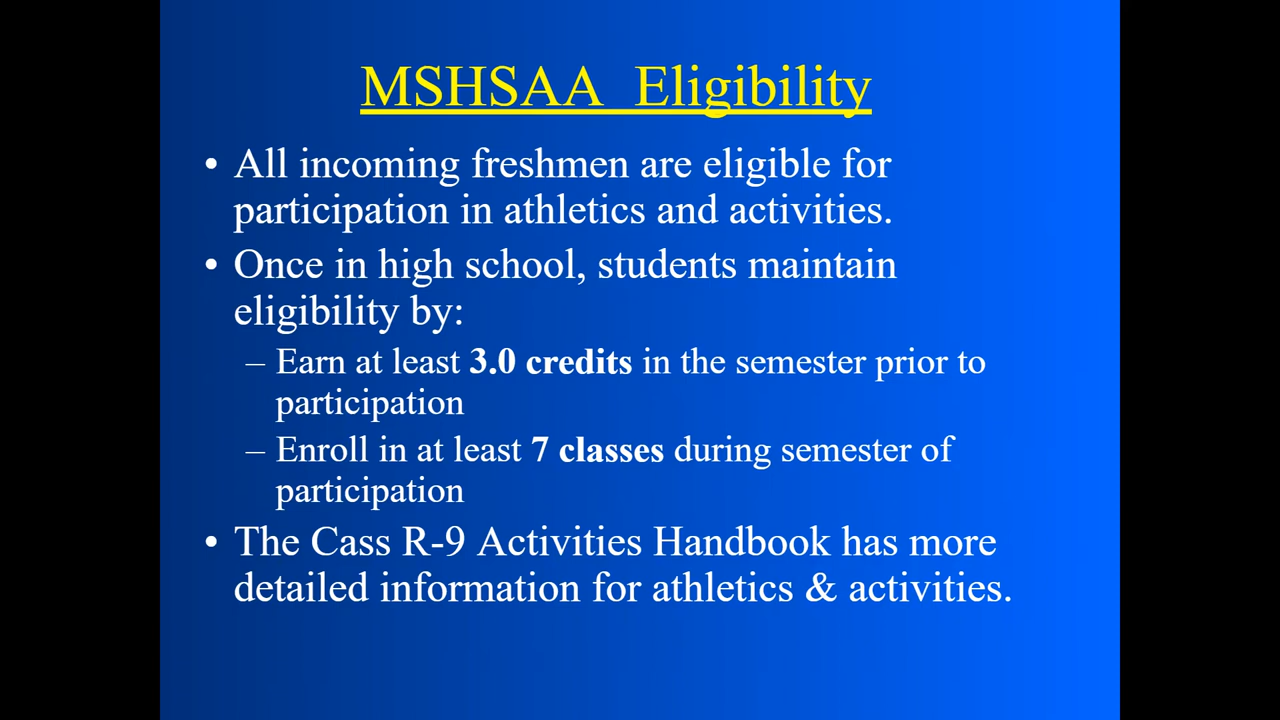 MSHSAA  Eligibility
• All incoming freshmen are eligible for
participation in athletics and activities.
• Once in high school, students maintain
eligibility by:
– Earn at least 3.0 credits in the semester prior to
participation
– Enroll in at least 7 classes during semester of
participation
• The Cass R-9 Activities Handbook has more
detailed information for athletics & activities.